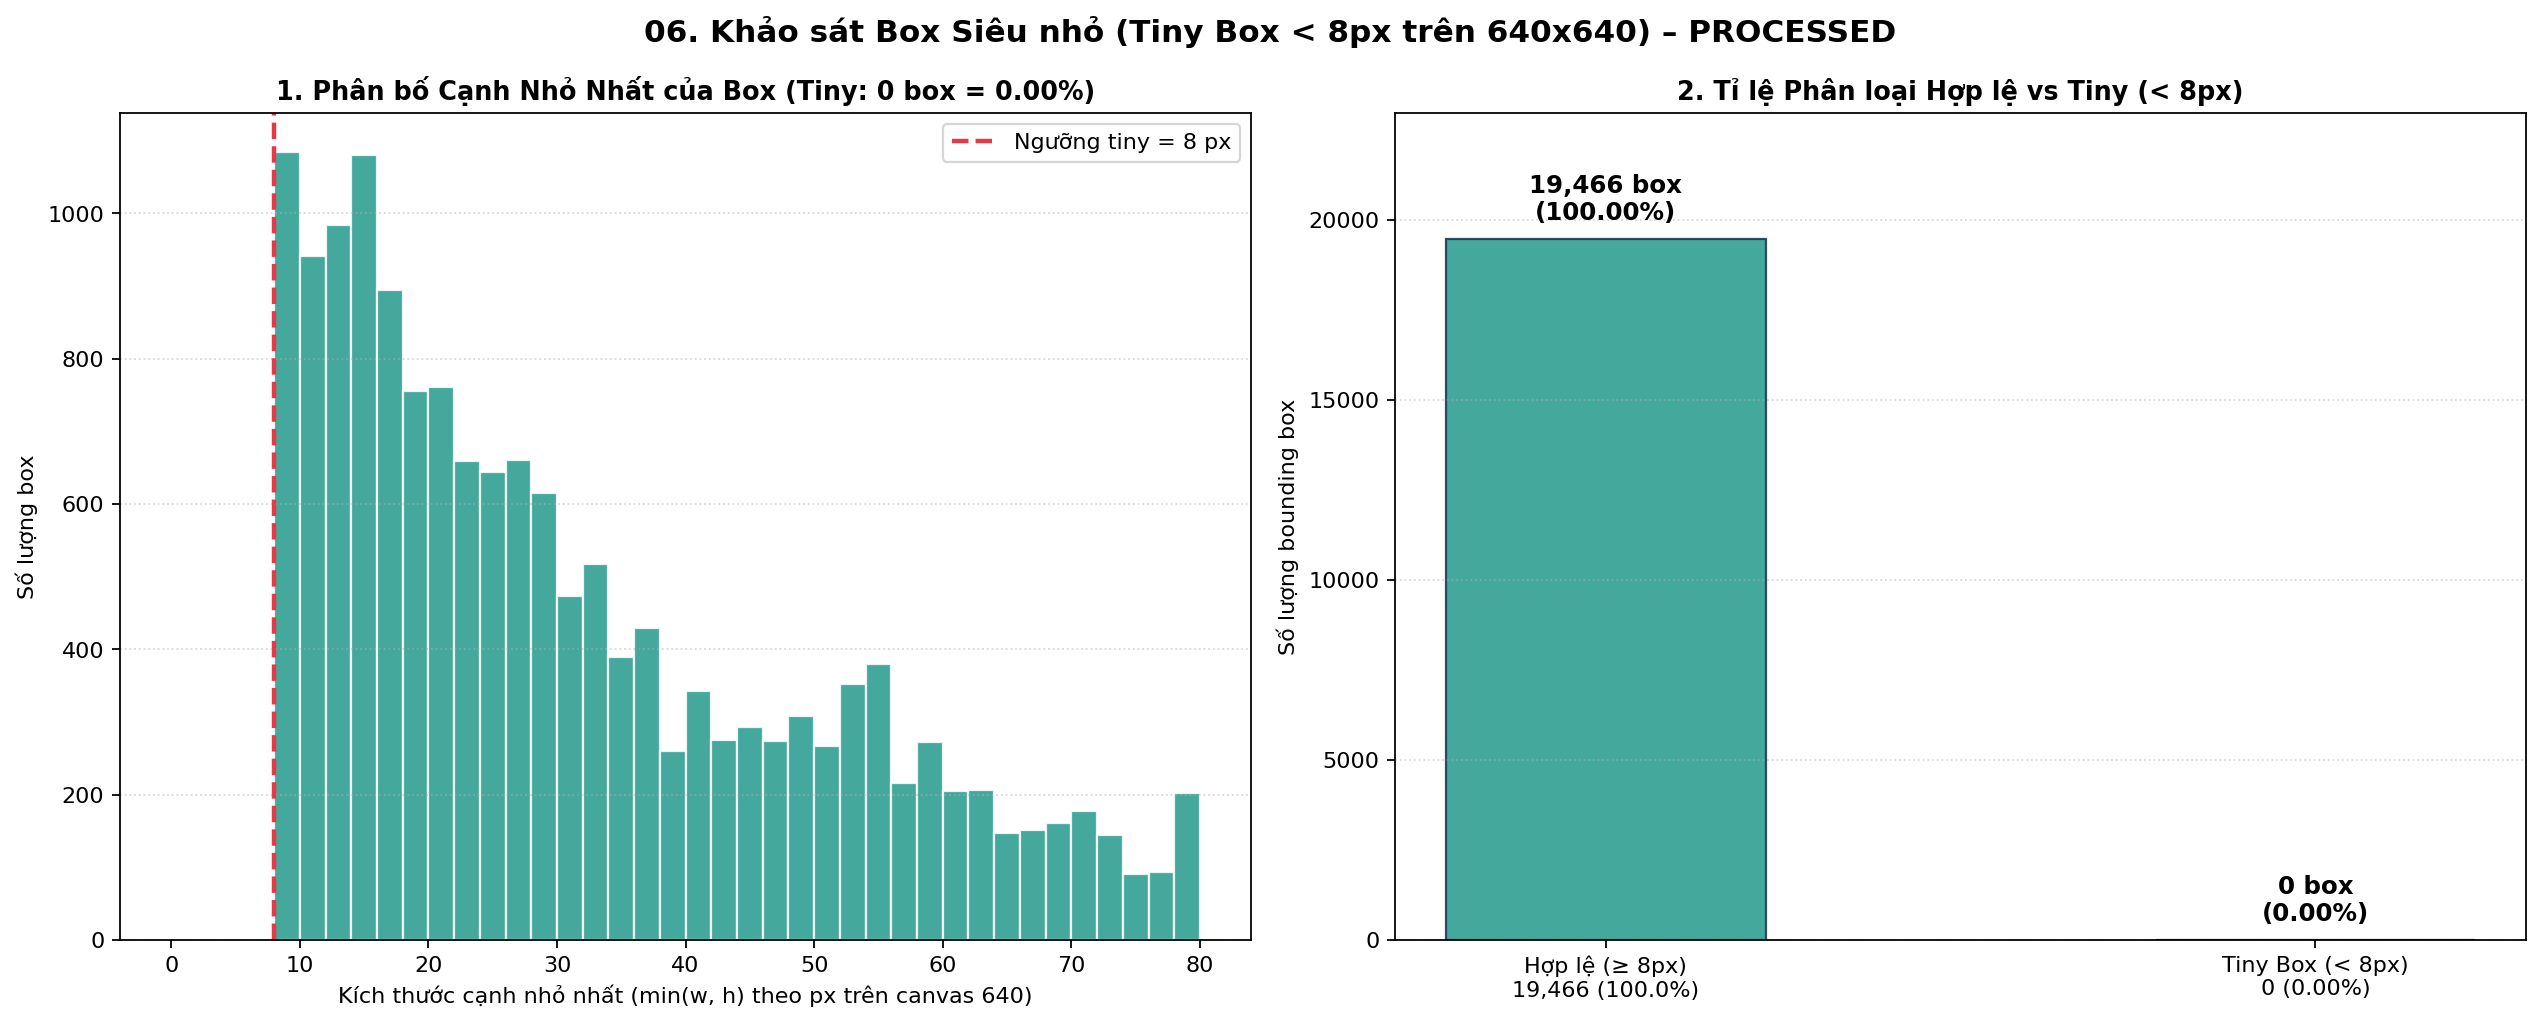 06. Khảo sát Box Siêu nhỏ (Tiny Box < 8px trên 640x640) – PROCESSED
1. Phân bố Cạnh Nhỏ Nhất của Box (Tiny: 0 box = 0.00%)
Ngưỡng tiny = 8 px
Số lượng box
1000
800
600
400
200
0
0 10 20 30 40 50 60 70 80
Kích thước cạnh nhỏ nhất (min(w, h) theo px trên canvas 640)
2. Tỉ lệ Phân loại Hợp lệ vs Tiny (< 8px)
Số lượng bounding box
20000
15000
10000
5000
0
19,466 box
(100.00%)
0 box
(0.00%)
Hợp lệ (≥ 8px)
19,466 (100.0%)
Tiny Box (< 8px)
0 (0.00%)